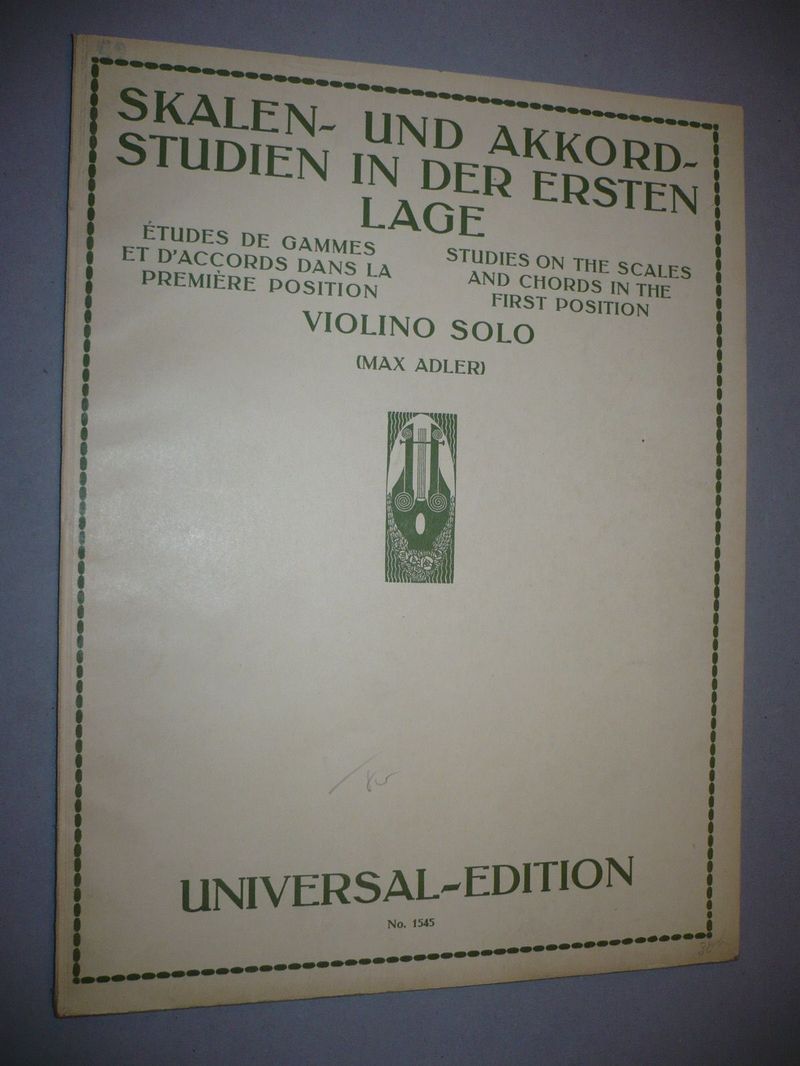 SKALEN- UND AKKORD-
STUDIEN IN DER ERSTEN
LAGE
ÉTUDES DE GAMMES
ET D'ACCORDS DANS LA
PREMIÈRE POSITION
STUDIES ON THE SCALES
AND CHORDS IN THE
FIRST POSITION
VIOLINO SOLO
(MAX ADLER)
UNIVERSAL-EDITION
No. 1545